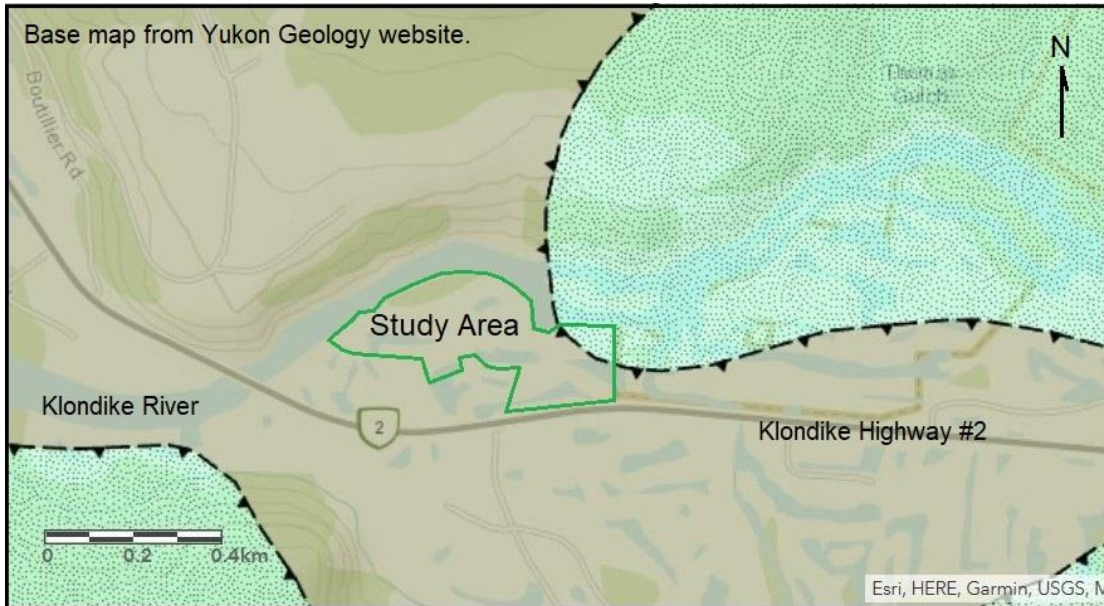 Base map from Yukon Geology website.
N
Boutillier Rd
Gulch
Study Area
Klondike River
2
Klondike Highway #2
0 0.2 0.4km
Esri, HERE, Garmin, USGS, M